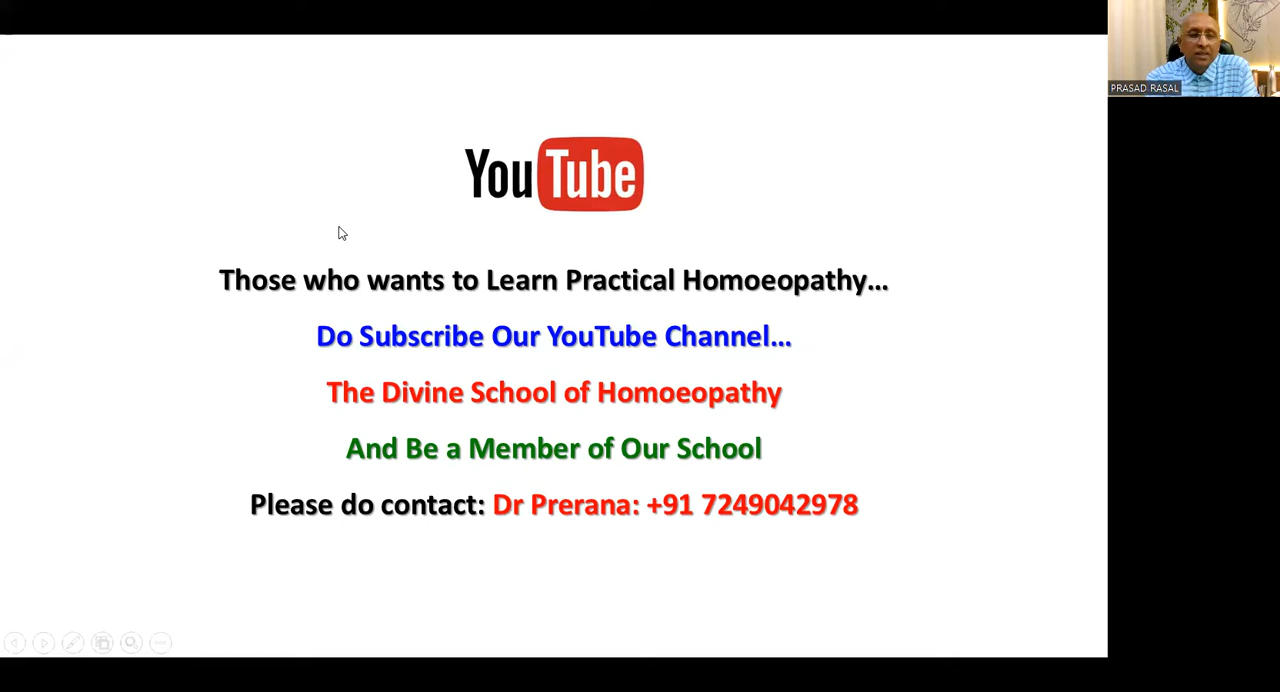 PRASAD RASAL
YouTube
Those who wants to Learn Practical Homoeopathy...
Do Subscribe Our YouTube Channel...
The Divine School of Homoeopathy
And Be a Member of Our School
Please do contact: Dr Prerana: +91 7249042978